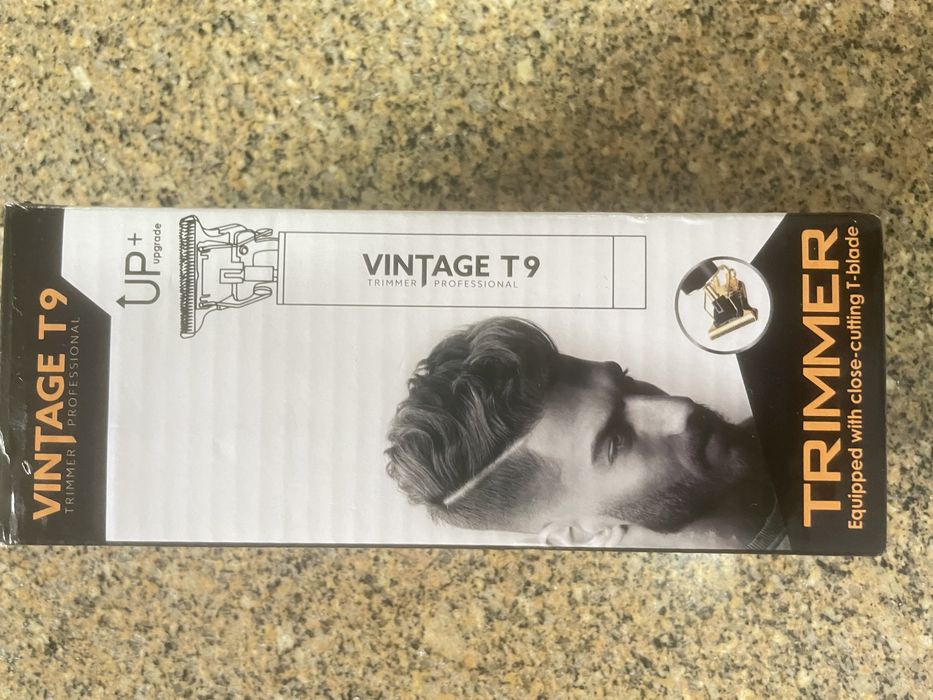 VINTAGE T9
TRIMMER PROFESSIONAL
UP+
upgrade
VINTAGE T9
TRIMMER PROFESSIONAL
TRIMMER
Equipped with close-cutting T-blade